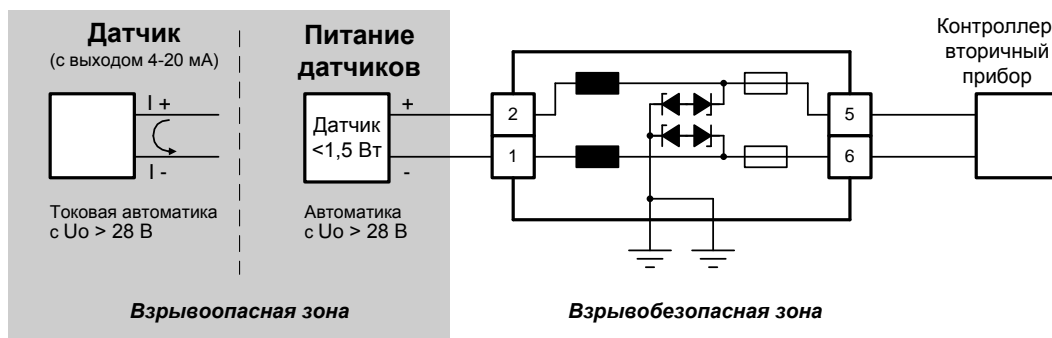 Датчик
(с выходом 4-20 мА)
I +
I -
Токовая автоматика
с Uo > 28 В
Питание
датчиков
Датчик
<1,5 Вт
+
-
Автоматика
с Uo > 28 В
Взрывоопасная зона
2
1
5
6
Взрывобезопасная зона
Контроллер
вторичный
прибор